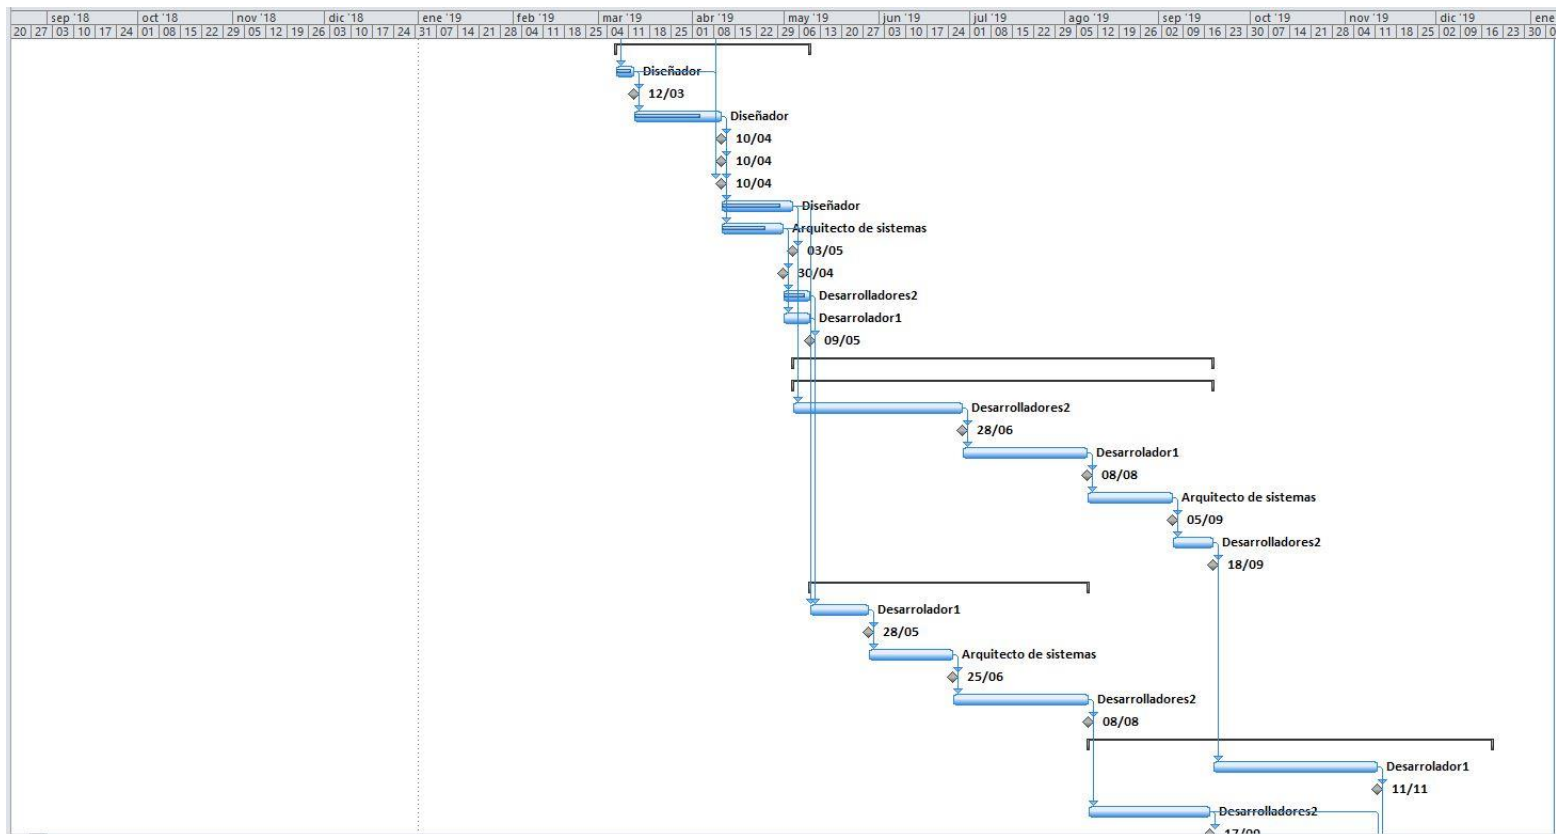 sep '18 oct '18 nov '18 dic '18 ene '19 feb '19 mar '19 abr '19 may '19 jun '19 jul '19 ago '19 sep '19 oct '19 nov '19 dic '19 ene
20 27 03 10 17 24 01 08 15 22 29 05 12 19 26 03 10 17 24 31 07 14 21 28 04 11 18 25 04 11 18 25 01 08 15 22 29 06 13 20 27 03 10 17 24 01 08 15 22 29 05 12 19 26 02 09 16 23 30 07 14 21 28 04 11 18 25 02 09 16 23 30 0
Diseñador
12/03
Diseñador
10/04
10/04
10/04
Diseñador
Arquitecto de sistemas
03/05
30/04
Desarrolladores2
Desarrolador1
09/05
Desarrolladores2
28/06
Desarrolador1
08/08
Arquitecto de sistemas
05/09
Desarrolladores2
18/09
Desarrolador1
28/05
Arquitecto de sistemas
25/06
Desarrolladores2
08/08
Desarrolador1
11/11
Desarrolladores2